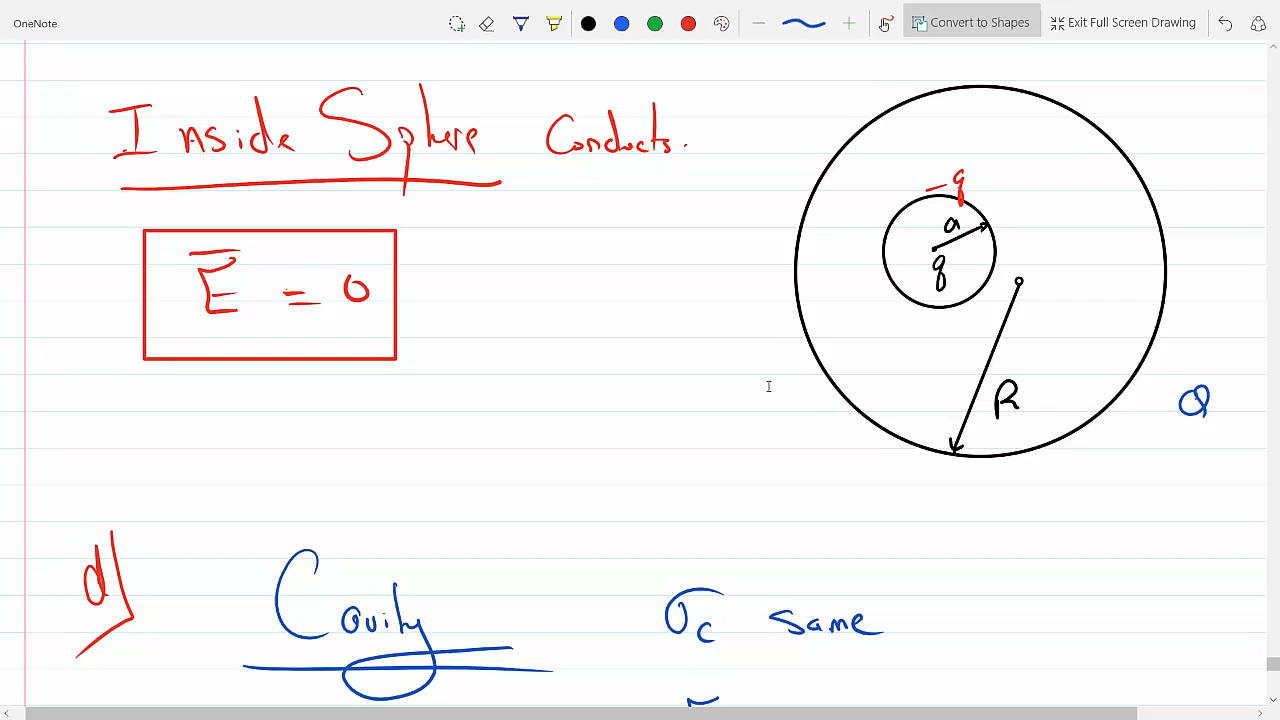 OneNote
Convert to Shapes
Exit Full Screen Drawing
Inside Sphere Conducts.
E = 0
-q
a
q
R
Q
d)
Cavity
σc same